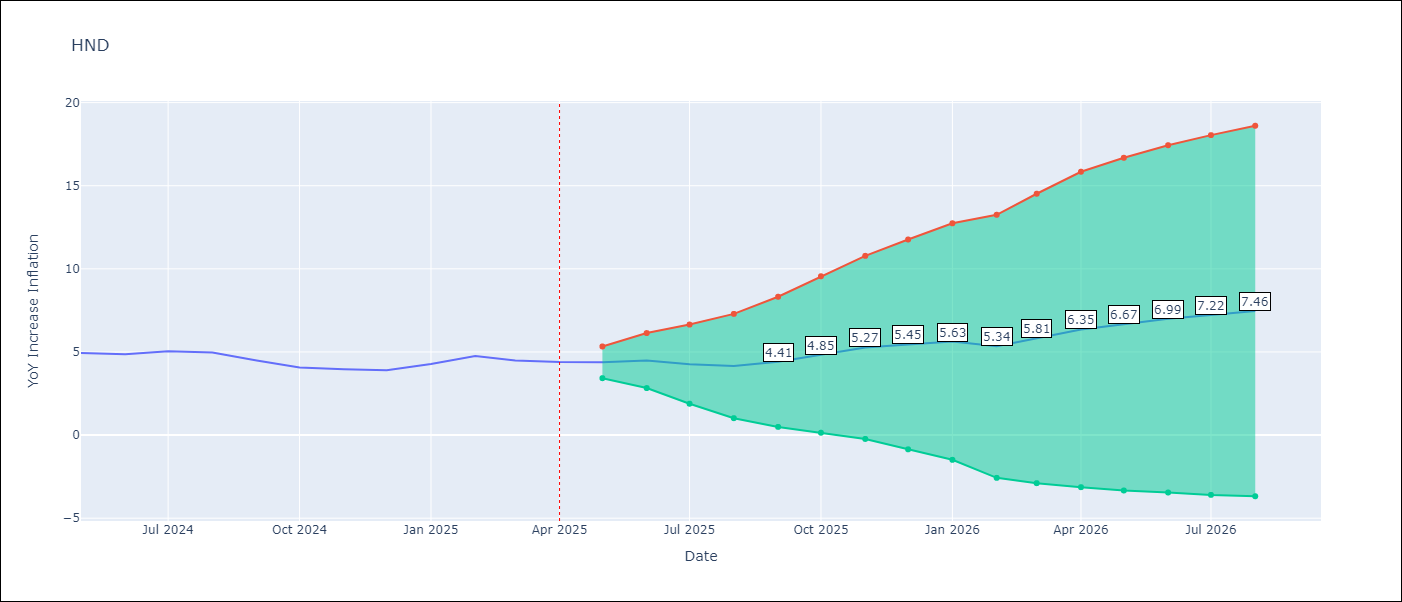 HND
YoY Increase Inflation
20
15
10
5
0
−5
4.41
4.85
5.27
5.45
5.63
5.34
5.81
6.35
6.67
6.99
7.22
7.46
Jul 2024
Oct 2024
Jan 2025
Apr 2025
Jul 2025
Oct 2025
Jan 2026
Apr 2026
Jul 2026
Date